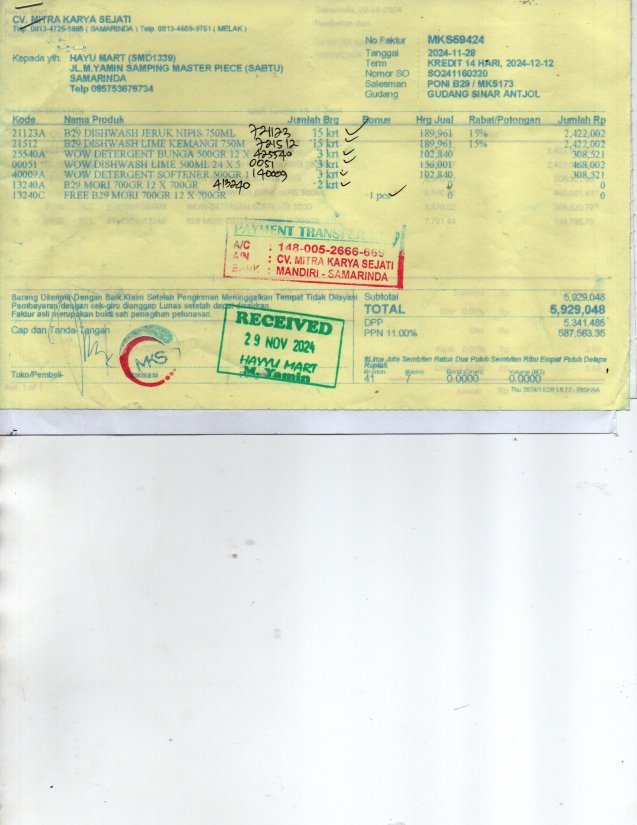 CV. MITRA KARYA SEJATI
Telp. 0813-4726-5885 ( SAMARINDA ) Telp. 0813-4659-9761 ( MELAK )
No.Faktur : MKS59424
Kepada yth: HAYU MART (SMD1339)
JL.M.YAMIN SAMPING MASTER PIECE (SABTU)
SAMARINDA
Telp 085753676734
Tanggal : 2024-11-28
Term : KREDIT 14 HARI, 2024-12-12
Nomor SO : SO241160320
Salesman : PONI B29 / MKS173
Gudang : GUDANG SINAR ANTJOL
Kode Nama Produk Jumlah Brg Bonus Hrg Jual Rabat/Potongan Jumlah Rp
21123A B29 DISHWASH JERUK NIPIS 750ML 721123 15 krt 189,961 15% 2,422,002
21512 B29 DISHWASH LIME KEMANGI 750M 721512 15 krt 189,961 15% 2,422,002
25540A WOW DETERGENT BUNGA 500GR 12 X 425540 3 krt 102,840 308,521
00051 WOW DISHWASH LIME 500ML 24 X 5 0051 3 krt 156,001 468,002
40009A WOW DETERGENT SOFTENER 500GR 1 140009 3 krt 102,840 308,521
13240A B29 MORI 700GR 12 X 700GR 413240 2 krt 0 0
13240C FREE B29 MORI 700GR 12 X 700GR 1 pcs 0 0
PAYMENT TRANSFER
A/C : 148-005-2666-669
A/N : CV. MITRA KARYA SEJATI
BANK : MANDIRI - SAMARINDA
Barang Diterima Dengan Baik.Klaim Setelah Pengiriman Meninggalkan Tempat Tidak Dilayani
Pembayaran dengan cek-giro dianggap Lunas setelah dapat dicairkan.
Faktur asli merupakan bukti sah penagihan pelunasan.
Subtotal 5,929,048
TOTAL 5,929,048
DPP 5,341,485
PPN 11.00% 587,563.35
Cap dan Tanda Tangan
MKS
RECEIVED
29 NOV 2024
HAYYU MART
M. Yamin
#Lima Juta Sembilan Ratus Dua Puluh Sembilan Ribu Empat Puluh Delapan
Rupiah
Toko/Pembeli
41 7 0.0000 0.0000
Thu 2024/11/28